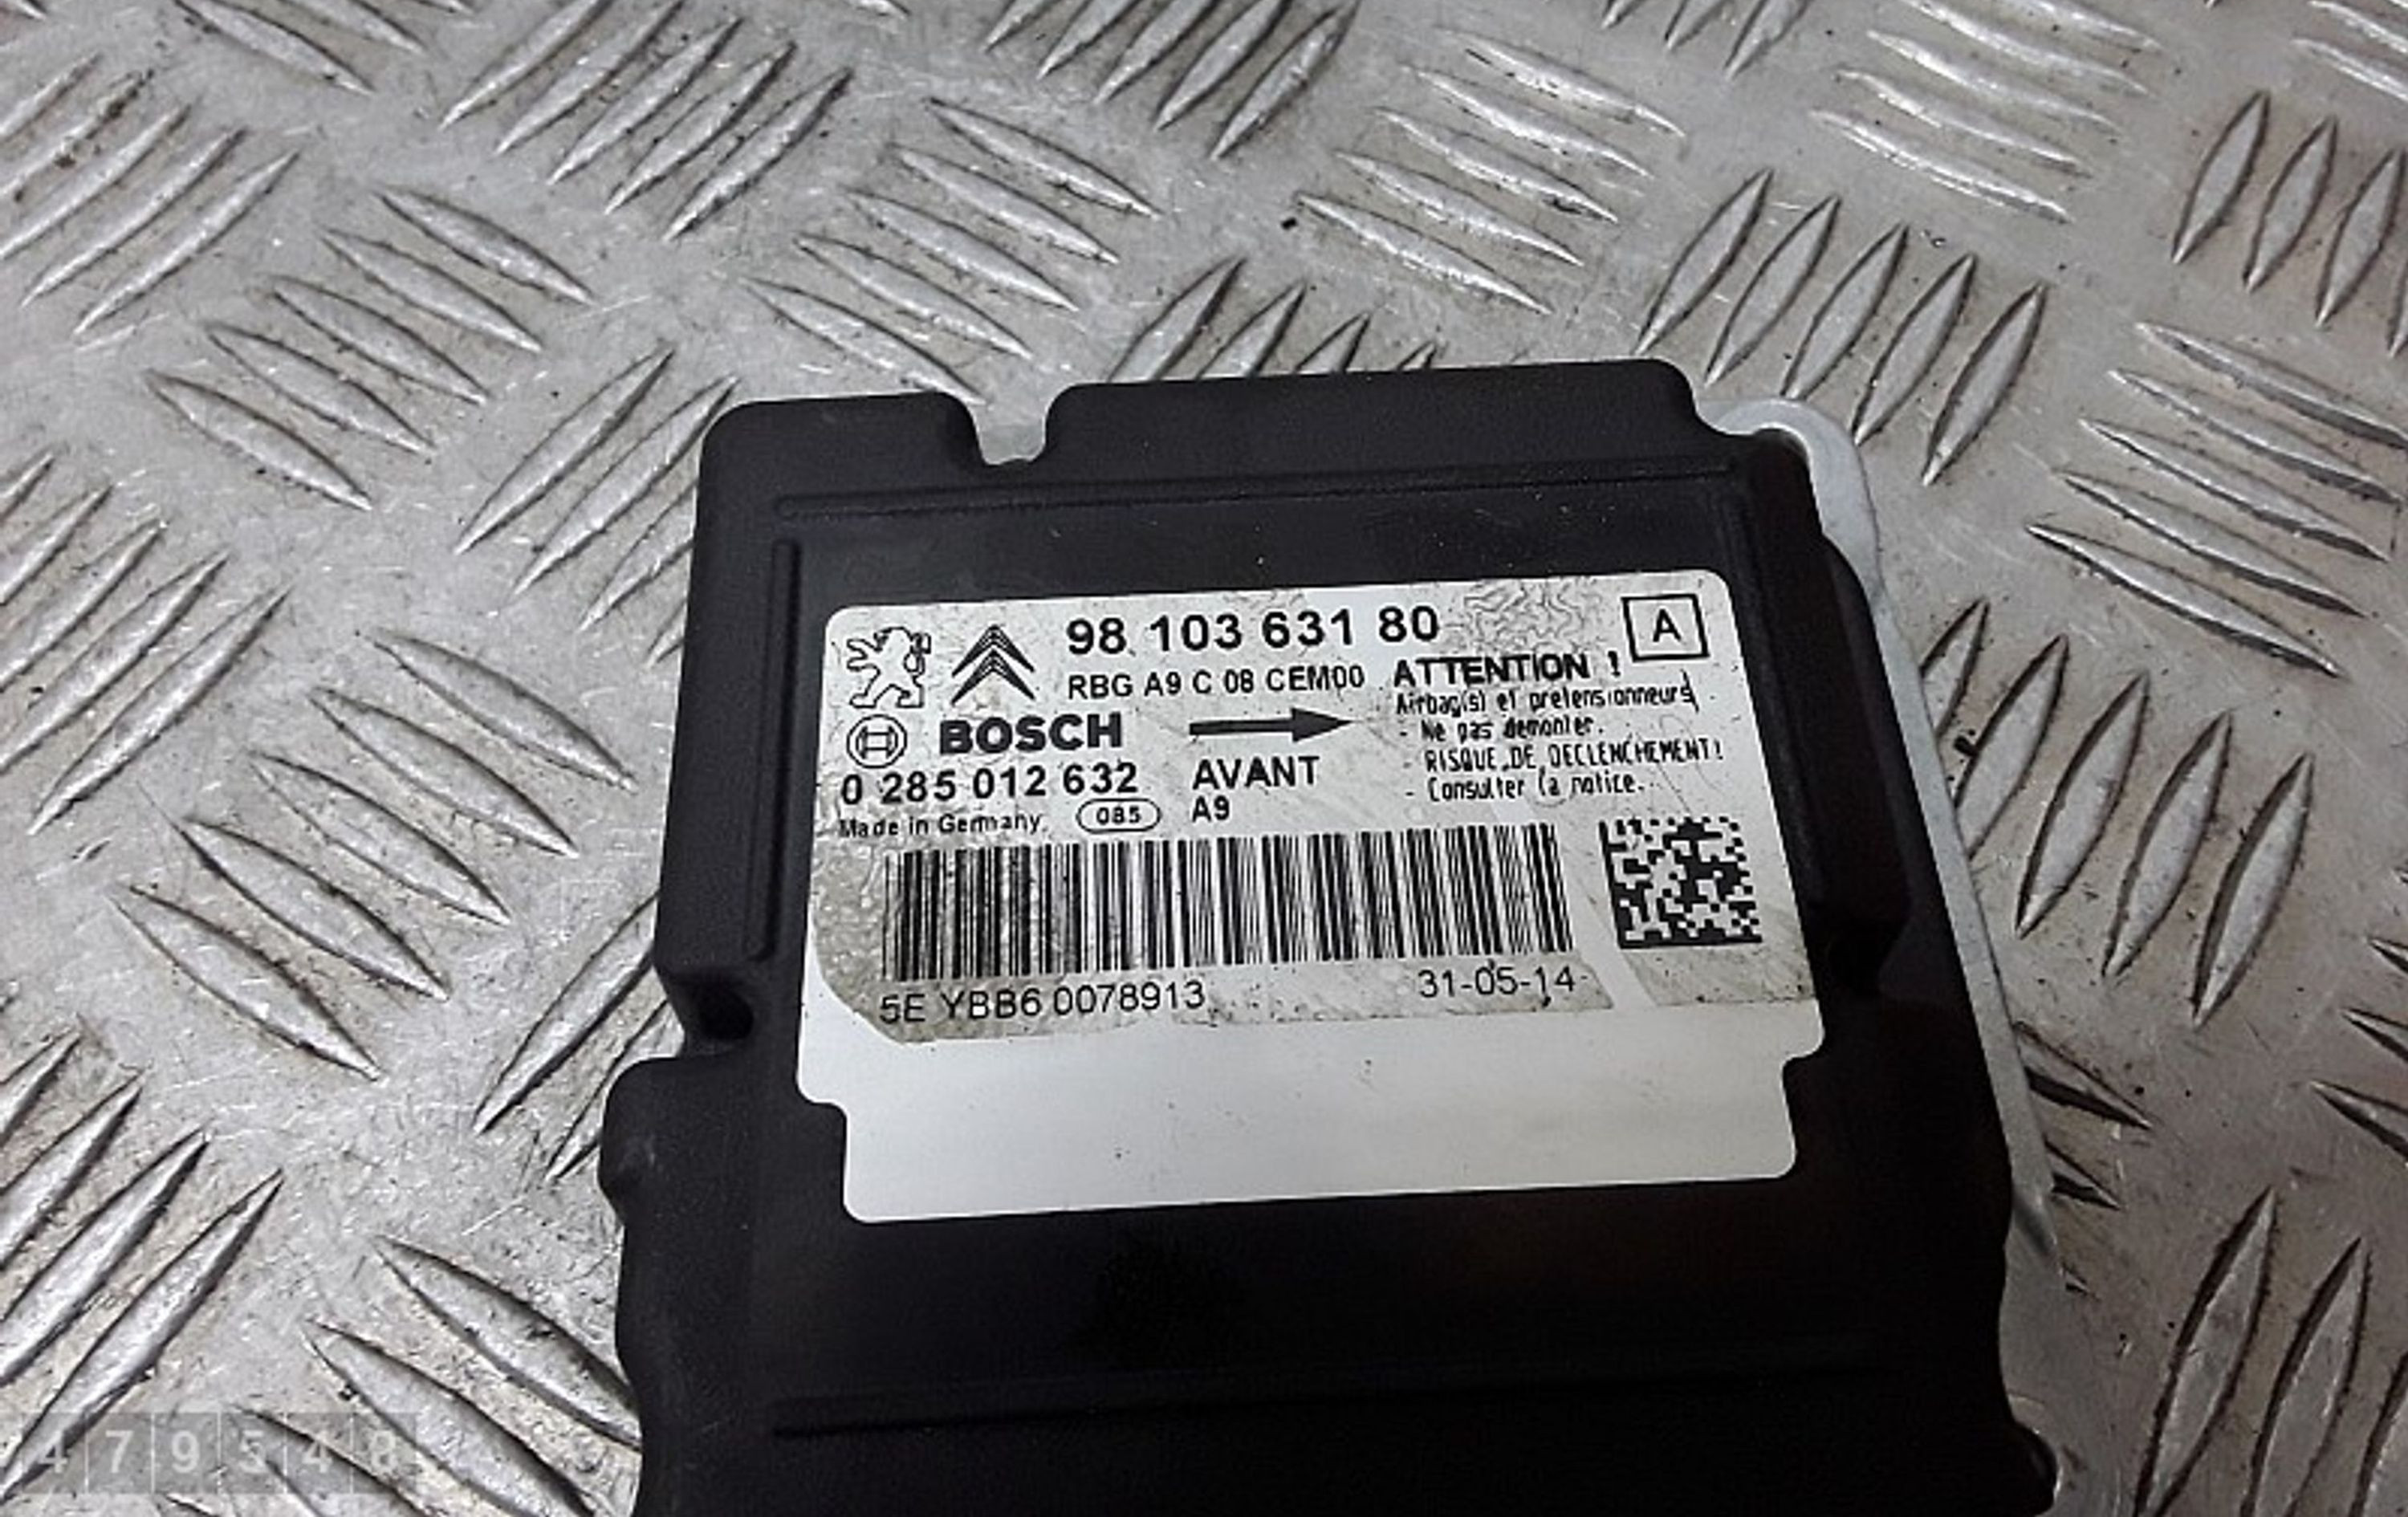 98 103 631 80
A
RBG A9 C 08 CEM00
ATTENTION !
Airbag(s) et pretensionneurs
- Ne pas demonter.
RISQUE DE DECLENCHEMENT!
- Consulter la notice.
BOSCH
0 285 012 632
AVANT
Made in Germany
085
A9
5E YBB6 0078913
31-05-14
479548